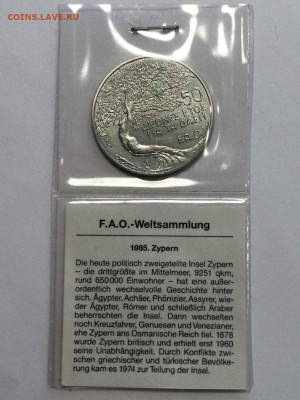 COINS.LAVE.RU
50
F.A.O.
F.A.O.-Weltsammlung
1985. Zypern
Die heute politisch zweigeteilte Insel Zypern
– die drittgrößte im Mittelmeer, 9251 qkm,
rund 650000 Einwohner – hat eine außer-
ordentlich wechselvolle Geschichte hinter
sich. Ägypter, Achäer, Phönizier, Assyrer, wie-
der Ägypter, Römer und schließlich Araber
beherrschten die Insel. Dann wechselten
noch Kreuzfahrer, Genuesen und Venezianer,
ehe Zypern ans Osmanische Reich fiel. 1878
wurde Zypern britisch und erhielt erst 1960
seine Unabhängigkeit. Durch Konflikte zwi-
schen griechischer und türkischer Bevölke-
rung kam es 1974 zur Teilung der Insel.